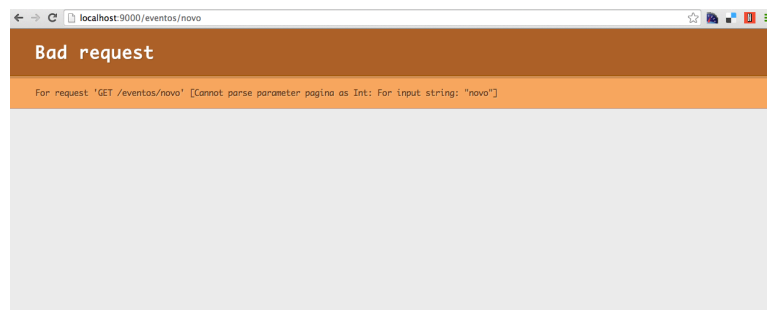 localhost:9000/eventos/novo
Bad request
For request 'GET /eventos/novo' [Cannot parse parameter pagina as Int: For input string: "novo"]